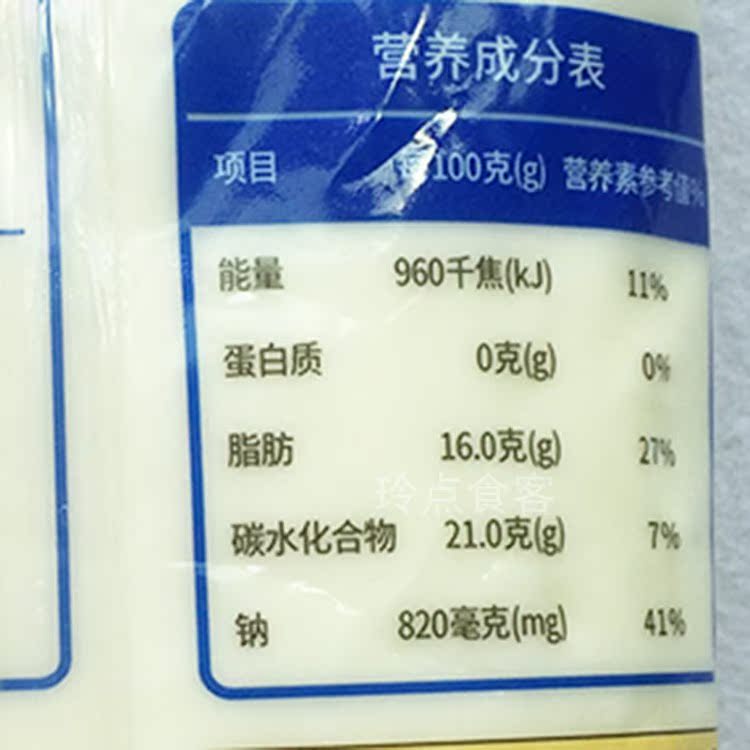 营养成分表
项目 每100克(g) 营养素参考值%
能量 960千焦(kJ) 11%
蛋白质 0克(g) 0%
脂肪 16.0克(g) 27%
玲点食客
碳水化合物 21.0克(g) 7%
钠 820毫克(mg) 41%